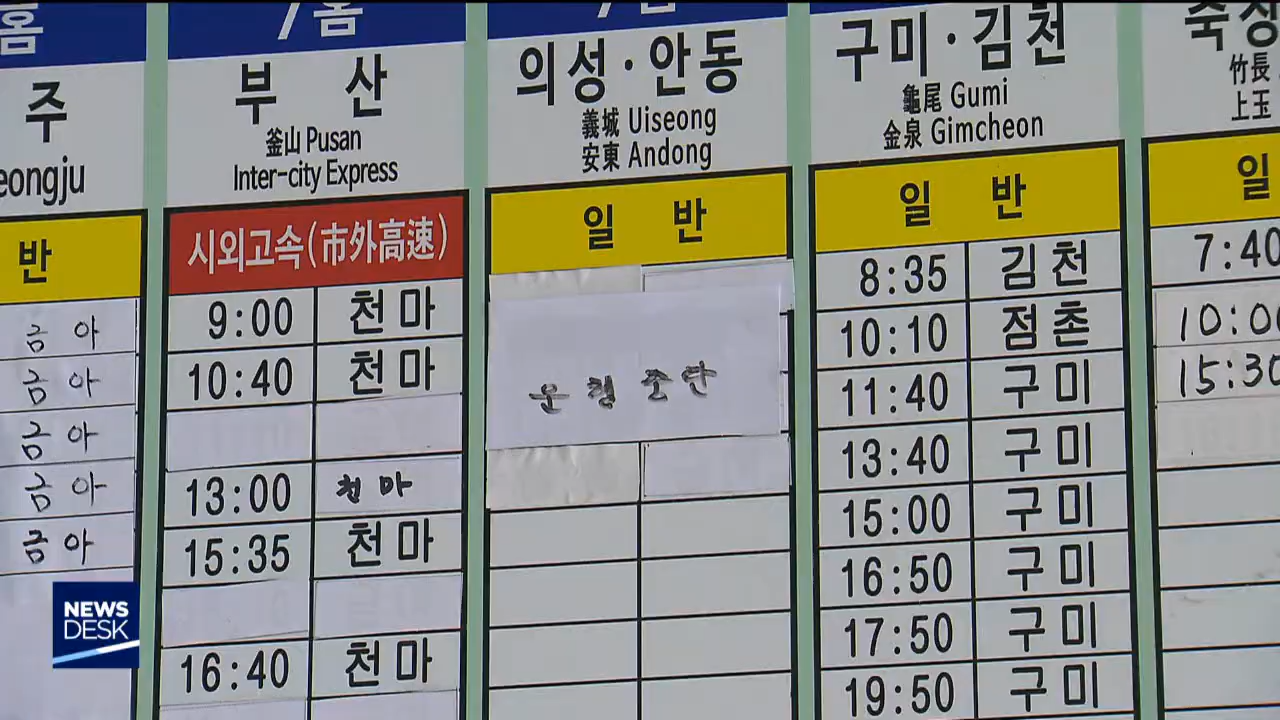 홈
주
eongju
반
금 아
금 아
금 아
금 아
금 아
7홈
부 산
釜山 Pusan
Inter-city Express
시외고속(市外高速)
9:00 천마
10:40 천마
13:00 천마
15:35 천마
16:40 천마
의성·안동
義城 Uiseong
安東 Andong
일 반
운행중단
구미·김천
龜尾 Gumi
金泉 Gimcheon
일 반
8:35 김천
10:10 점촌
11:40 구미
13:40 구미
15:00 구미
16:50 구미
17:50 구미
19:50 구미
죽장
竹長
上玉
일
7:40
10:00
15:30
NEWS
DESK